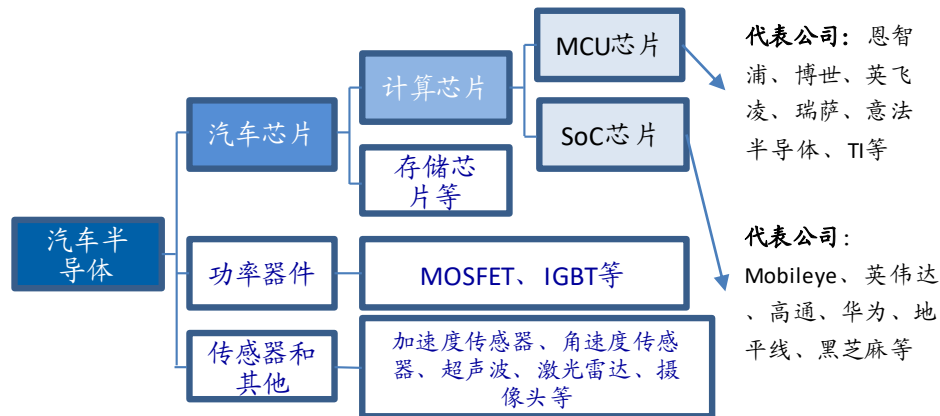 汽车半
导体
汽车芯片
计算芯片
MCU芯片
SoC芯片
存储芯
片等
功率器件
MOSFET、IGBT等
传感器和
其他
加速度传感器、角速度传感
器、超声波、激光雷达、摄
像头等
代表公司：恩智
浦、博世、英飞
凌、瑞萨、意法
半导体、TI等
代表公司：
Mobileye、英伟达
、高通、华为、地
平线、黑芝麻等